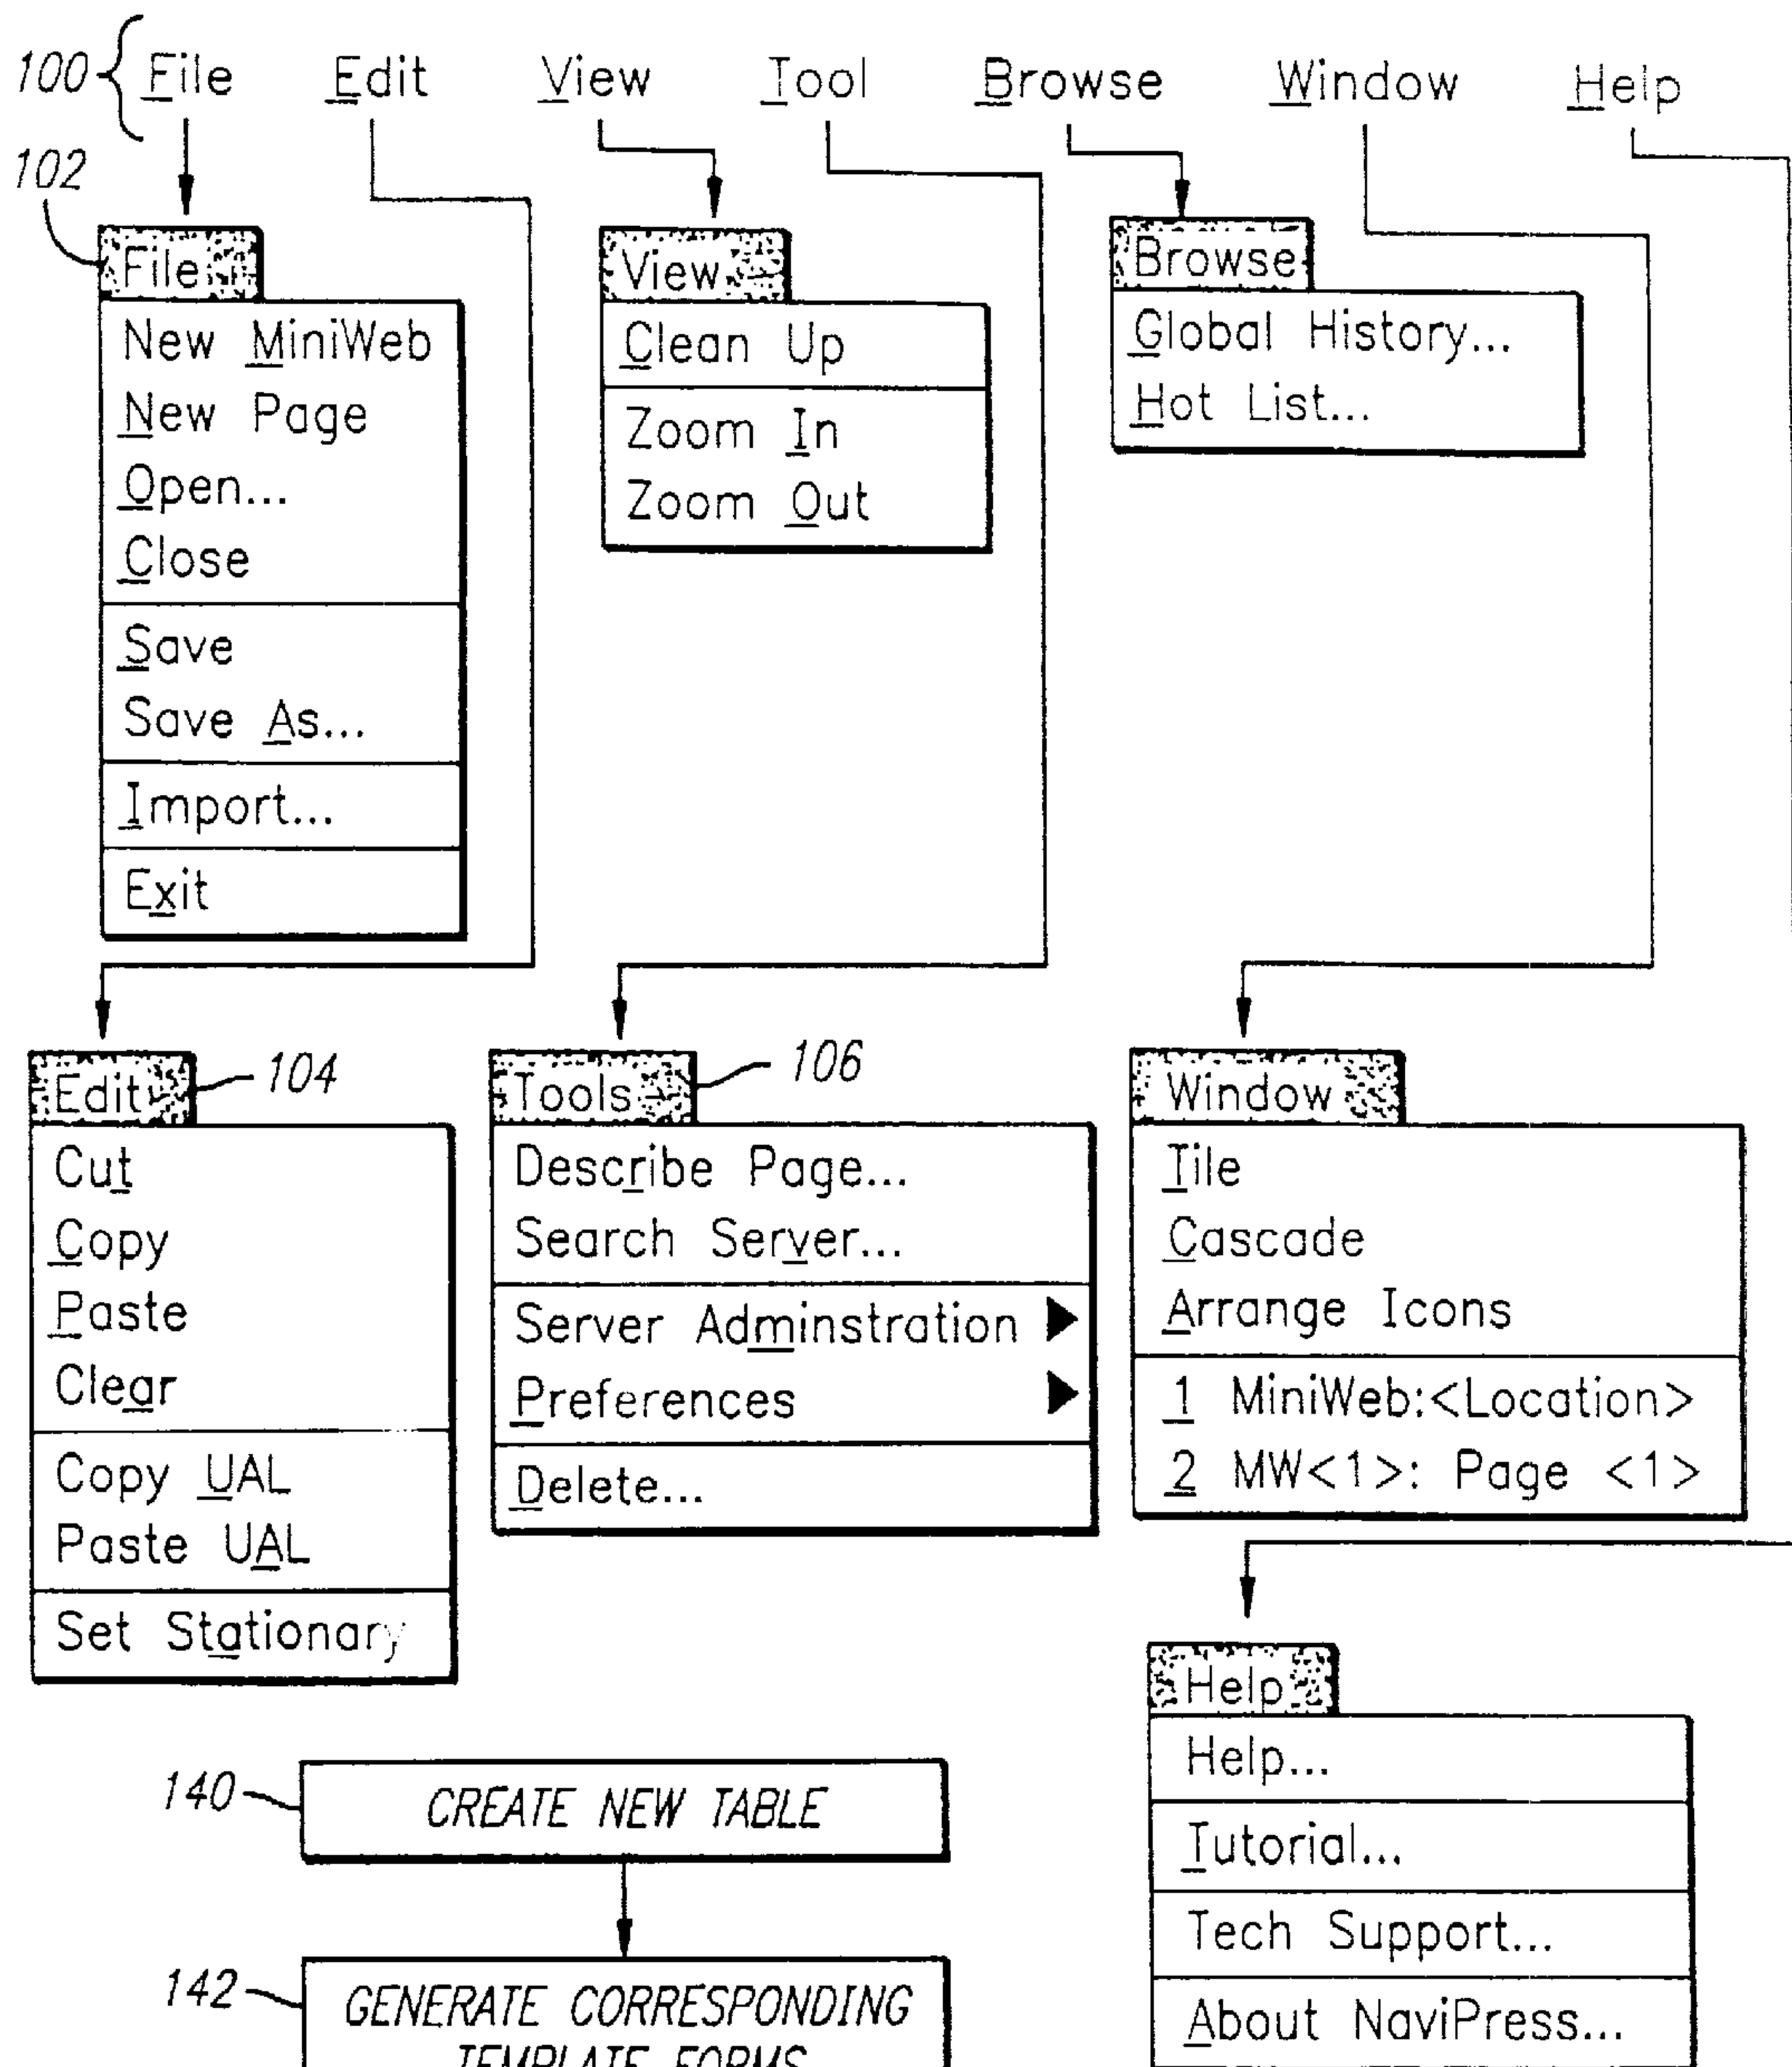 100 File Edit View Tool Browse Window Help
102
File
New MiniWeb
New Page
Open...
Close
Save
Save As...
Import...
Exit
View
Clean Up
Zoom In
Zoom Out
Browse
Global History...
Hot List...
Edit 104
Cut
Copy
Paste
Clear
Copy UAL
Paste UAL
Set Stationary
Tools 106
Describe Page...
Search Server...
Server Adminstration
Preferences
Delete...
Window
Tile
Cascade
Arrange Icons
1 MiniWeb:<Location>
2 MW<1>: Page <1>
Help
Help...
Tutorial...
Tech Support...
About NaviPress...
140 CREATE NEW TABLE
142 GENERATE CORRESPONDING
TEMPLATE FORMS